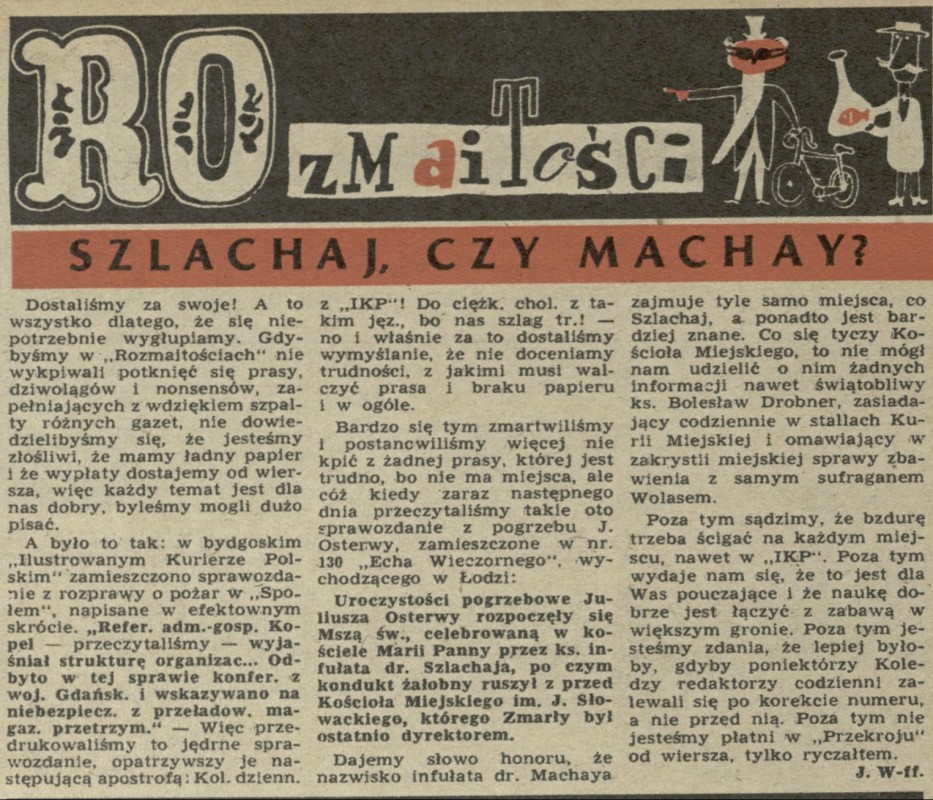 ROzMaiTości
SZLACHAJ, CZY MACHAY?
Dostaliśmy za swoje! A to
wszystko dlatego, że się nie-
potrzebnie wygłupiamy. Gdy-
byśmy w „Rozmaitościach" nie
wykpiwali potknięć się prasy,
dziwolągów i nonsensów, za-
pełniających z wdziękiem szpal-
ty różnych gazet, nie dowie-
dzielibyśmy się, że jesteśmy
złośliwi, że mamy ładny papier
i że wypłaty dostajemy od wier-
sza, więc każdy temat jest dla
nas dobry, byleśmy mogli dużo
pisać.
A było to tak: w bydgoskim
„Ilustrowanym Kurierze Pol-
skim" zamieszczono sprawozda-
nie z rozprawy o pożar w „Spo-
łem", napisane w efektownym
skrócie. „Refer. adm.-gosp. Ko-
pel — przeczytaliśmy — wyja-
śniał strukturę organizac... Od-
byto w tej sprawie konfer. z
woj. Gdańsk. i wskazywano na
niebezpiecz. z przeładow. ma-
gaz. przetrzym." — Więc prze-
drukowaliśmy to jędrne spra-
wozdanie, opatrzywszy je na-
stępującą apostrofą: Kol. dzienn.
z „IKP"! Do ciężk. chol. z ta-
kim jęz., bo nas szlag tr.! —
no i właśnie za to dostaliśmy
wymyślanie, że nie doceniamy
trudności, z jakimi musi wal-
czyć prasa i braku papieru
i w ogóle.
Bardzo się tym zmartwiliśmy
i postanowiliśmy więcej nie
kpić z żadnej prasy, której jest
trudno, bo nie ma miejsca, ale
cóż kiedy zaraz następnego
dnia przeczytaliśmy takie oto
sprawozdanie z pogrzebu J.
Osterwy, zamieszczone w nr.
130 „Echa Wieczornego", wy-
chodzącego w Łodzi:
Uroczystości pogrzebowe Ju-
liusza Osterwy rozpoczęły się
Mszą św., celebrowaną w ko-
ściele Marii Panny przez ks. in-
fułata dr. Szlachaja, po czym
kondukt żałobny ruszył z przed
Kościoła Miejskiego im. J. Sło-
wackiego, którego Zmarły był
ostatnio dyrektorem.
Dajemy słowo honoru, że
nazwisko infułata dr. Machaya
zajmuje tyle samo miejsca, co
Szlachaj, a ponadto jest bar-
dziej znane. Co się tyczy Ko-
ścioła Miejskiego, to nie mógł
nam udzielić o nim żadnych
informacji nawet świątobliwy
ks. Bolesław Drobner, zasiada-
jący codziennie w stallach Ku-
rii Miejskiej i omawiający w
zakrystii miejskiej sprawy zba-
wienia z samym sufraganem
Wolasem.
Poza tym sądzimy, że bzdurę
trzeba ścigać na każdym miej-
scu, nawet w „IKP". Poza tym
wydaje nam się, że to jest dla
Was pouczające i że naukę do-
brze jest łączyć z zabawą w
większym gronie. Poza tym je-
steśmy zdania, że lepiej było-
by, gdyby poniektórzy Kole-
dzy redaktorzy codzienni za-
lewali się po korekcie numeru,
a nie przed nią. Poza tym nie
jesteśmy płatni w „Przekroju"
od wiersza, tylko ryczałtem.
J. W-ff.